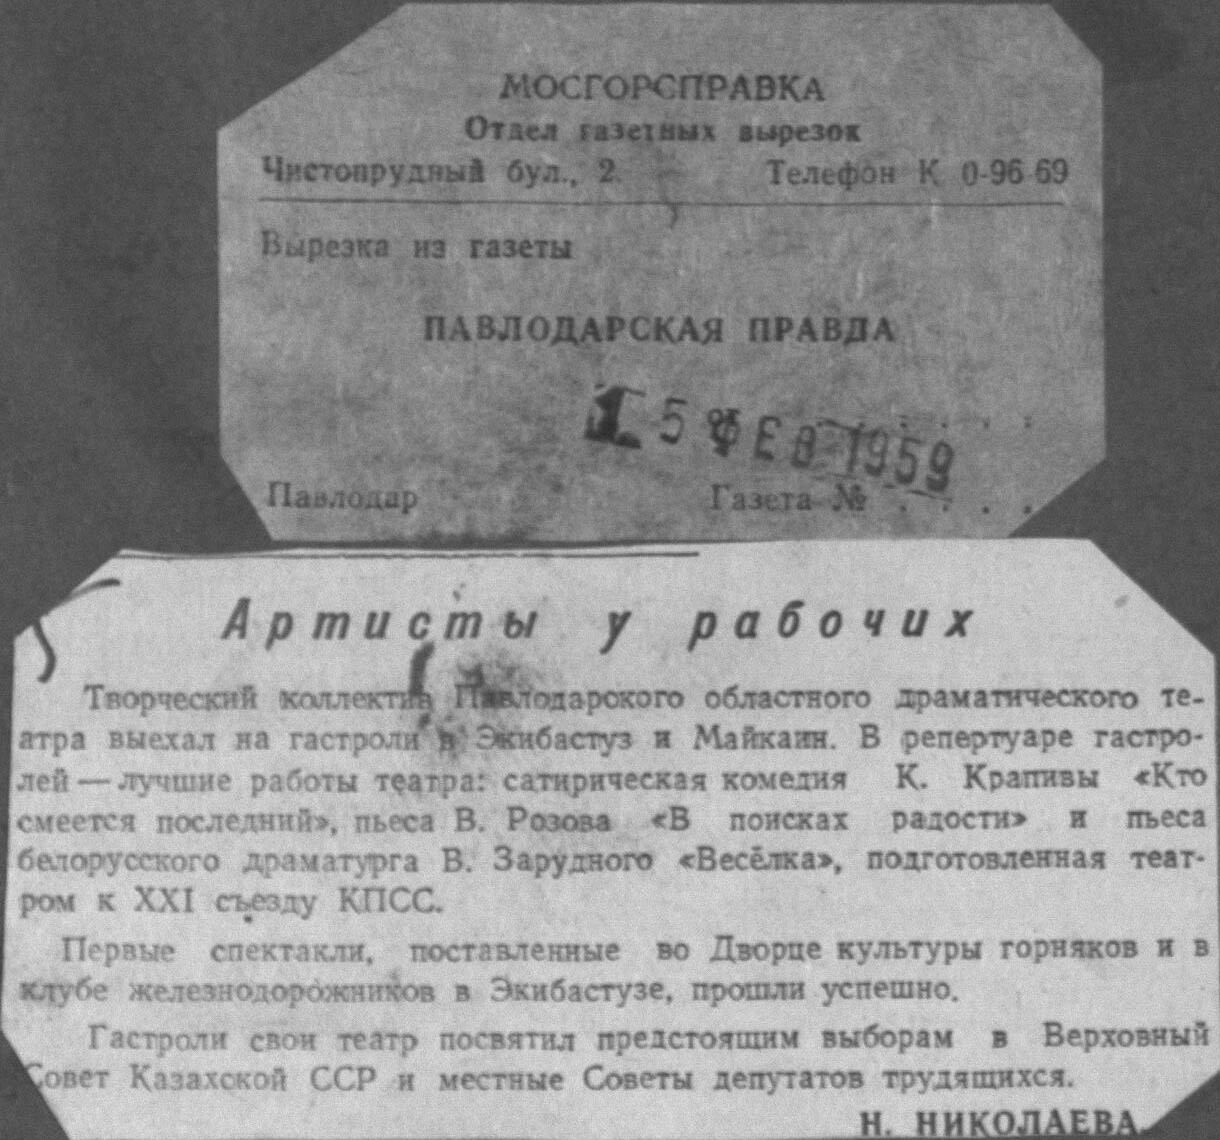 МОСГОРСПРАВКА
Отдел газетных вырезок
Чистопрудный бул., 2. Телефон К 0-96 69
Вырезка из газеты
ПАВЛОДАРСКАЯ ПРАВДА
15 ФЕВ 1959
Павлодар Газета № . . . .
Артисты у рабочих
Творческий коллектив Павлодарского областного драматического те-
атра выехал на гастроли в Экибастуз и Майкаин. В репертуаре гастро-
лей — лучшие работы театра: сатирическая комедия К. Крапивы «Кто
смеется последний», пьеса В. Розова «В поисках радости» и пьеса
белорусского драматурга В. Зарудного «Весёлка», подготовленная теат-
ром к XXI съезду КПСС.
Первые спектакли, поставленные во Дворце культуры горняков и в
клубе железнодорожников в Экибастузе, прошли успешно.
Гастроли свои театр посвятил предстоящим выборам в Верховный
Совет Казахской ССР и местные Советы депутатов трудящихся.
Н. НИКОЛАЕВА.